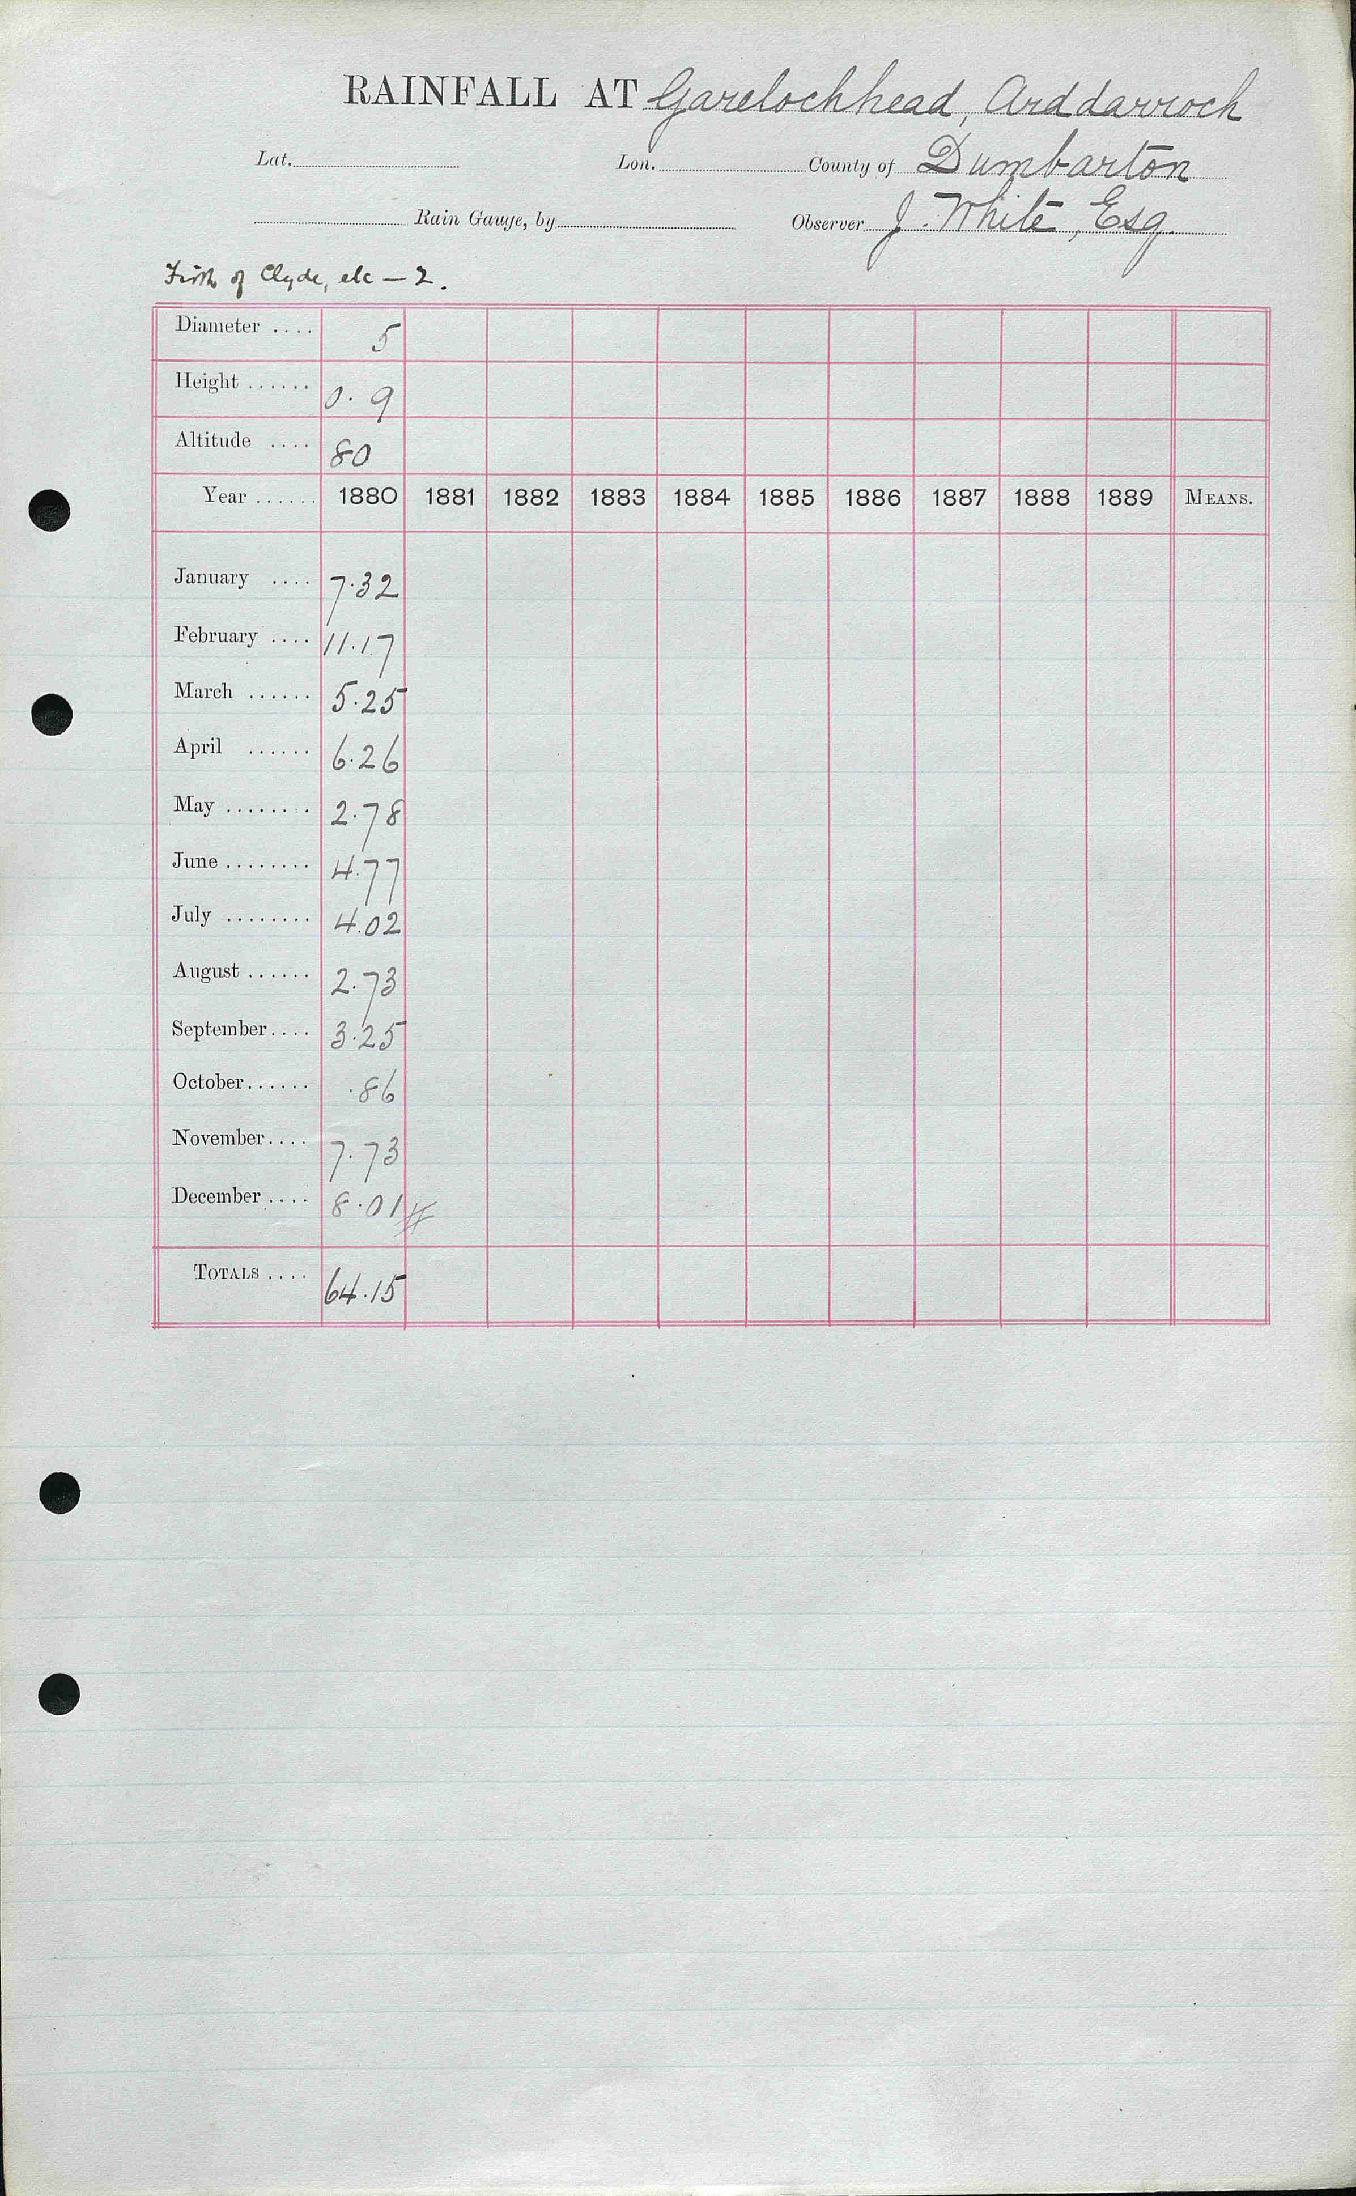 RAINFALL AT Garelochhead, Arddarroch
Lat. Lon. County of Dumbarton
Rain Gauge, by Observer J. White, Esq.
Firth of Clyde, etc — 2.
Diameter .... 5
Height ...... 0.9
Altitude .... 80
Year ...... 1880 1881 1882 1883 1884 1885 1886 1887 1888 1889 MEANS.
January .... 7.32
February .... 11.17
March ...... 5.25
April ...... 6.26
May ........ 2.78
June ........ 4.77
July ........ 4.02
August ...... 2.73
September .... 3.25
October ...... .86
November .... 7.73
December .... 8.01 #
TOTALS .... 64.15